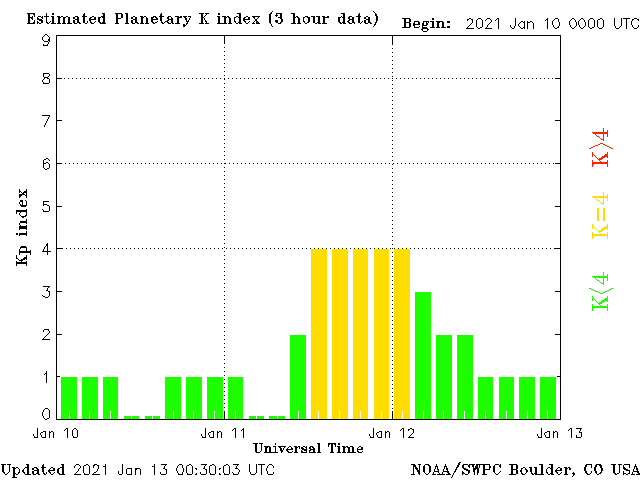 Estimated Planetary K index (3 hour data)
Begin: 2021 Jan 10 0000 UTC
9
8
7
6
5
4
3
2
1
0
Kp index
K>4
K=4
K<4
Jan 10
Jan 11
Jan 12
Jan 13
Universal Time
Updated 2021 Jan 13 00:30:03 UTC
NOAA/SWPC Boulder, CO USA